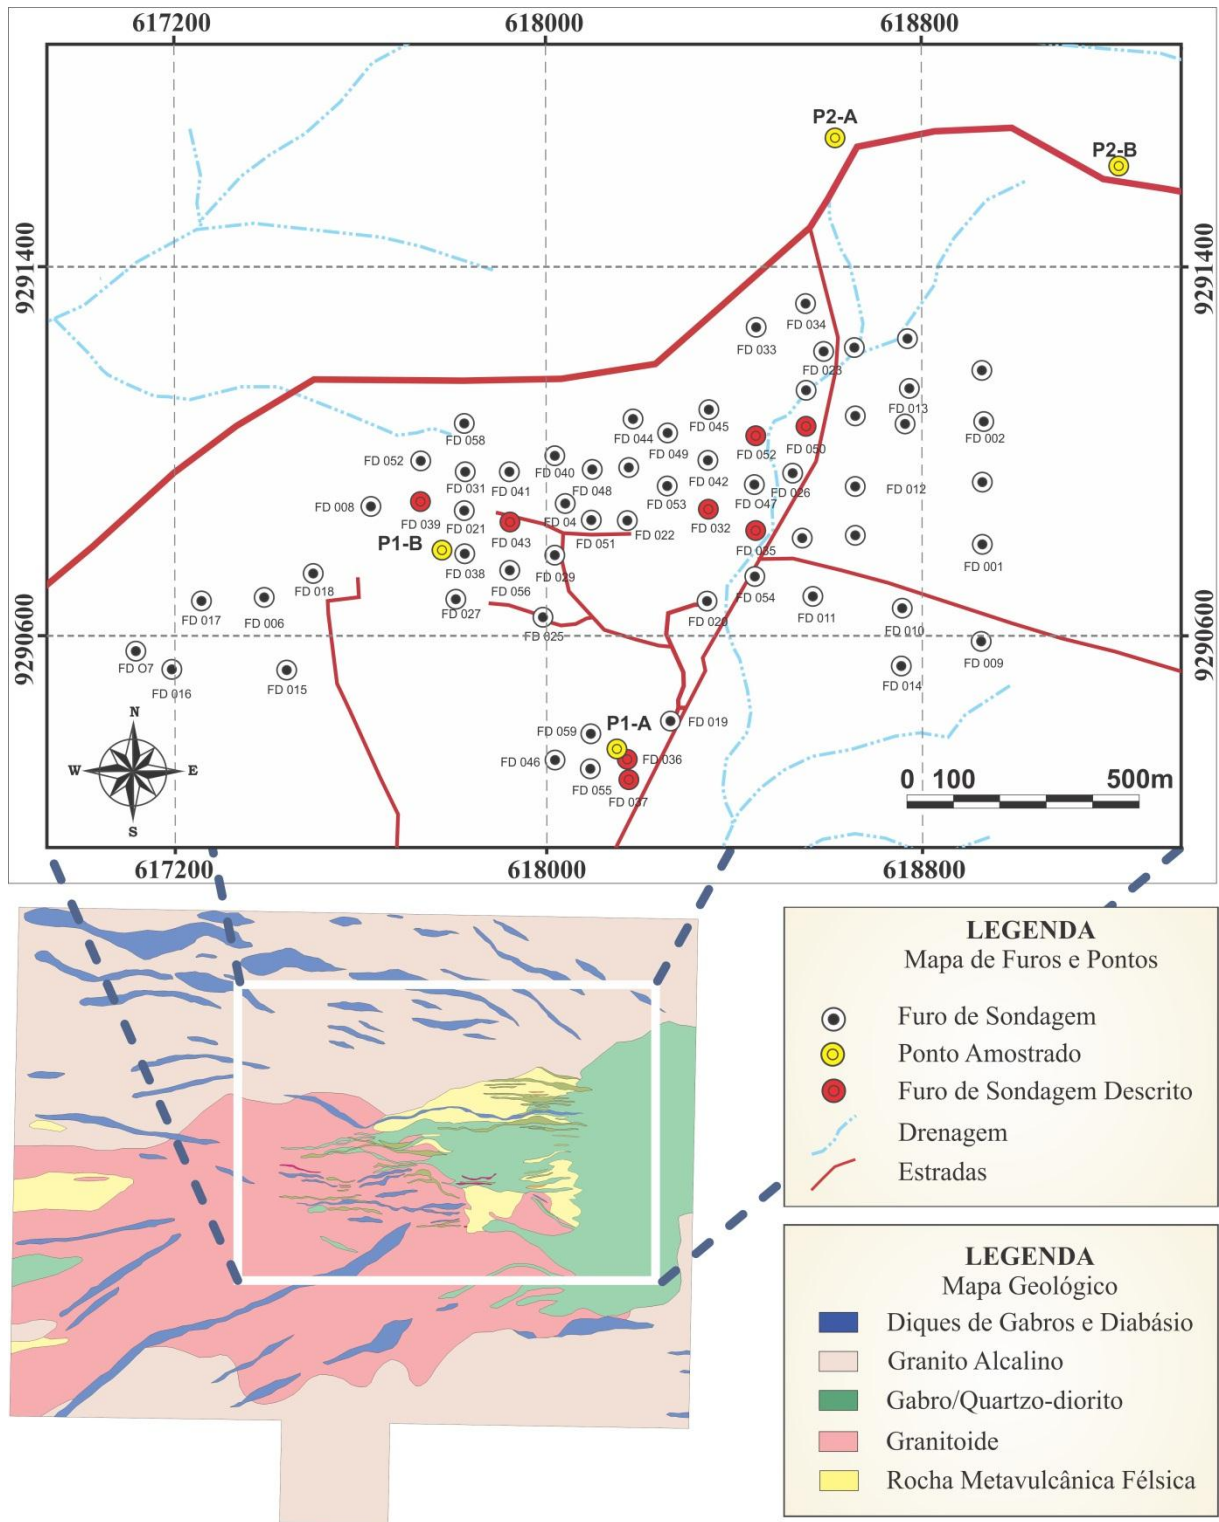 617200 618000 618800
P2-A
P2-B
9291400 9291400
FD 034
FD 033
FD 023
FD 013
FD 045
FD 058
FD 044
FD 002
FD 049
FD 052
FD 050
FD 052
FD 040
FD 042
FD 031
FD 041
FD 048
FD O47
FD 026
FD 012
FD 053
FD 008
FD 039
FD 021
FD 04
FD 032
FD 043
FD 051
FD 022
P1-B
FD 035
FD 038
FD 029
FD 001
FD 018
FD 056
FD 054
FD 017
FD 006
FD 027
FD 020
FD 011
FD 025
FD 010
9290600 9290600
FD O7
FD 016
FD 015
FD 009
FD 014
N
W E
S
P1-A
FD 019
FD 059
FD 046
FD 036
FD 055
FD 037
0 100 500m
617200 618000 618800
LEGENDA
Mapa de Furos e Pontos
Furo de Sondagem
Ponto Amostrado
Furo de Sondagem Descrito
Drenagem
Estradas
LEGENDA
Mapa Geológico
Diques de Gabros e Diabásio
Granito Alcalino
Gabro/Quartzo-diorito
Granitoide
Rocha Metavulcânica Félsica